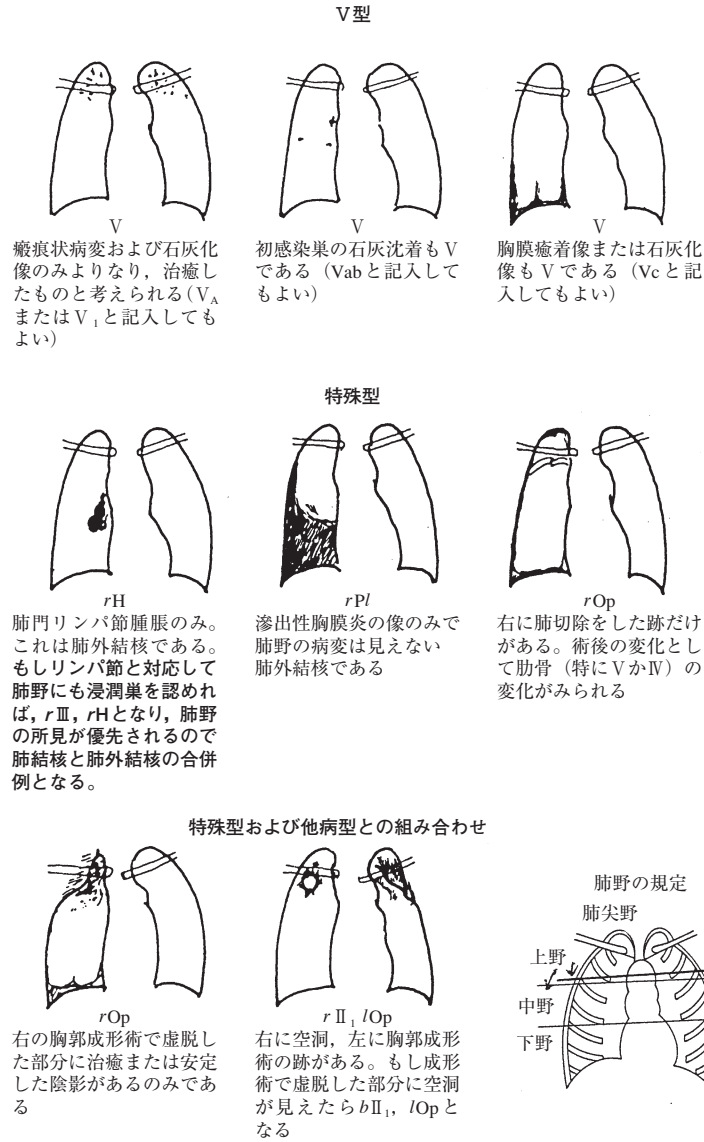 Ⅴ型
Ⅴ
瘢痕状病変および石灰化
像のみよりなり，治癒し
たものと考えられる（ⅤA
またはⅤ1と記入しても
よい）
Ⅴ
初感染巣の石灰沈着もⅤ
である（Vabと記入して
もよい）
Ⅴ
胸膜癒着像または石灰化
像もⅤである（Vcと記
入してもよい）
特殊型
rH
肺門リンパ節腫脹のみ。
これは肺外結核である。
もしリンパ節と対応して
肺野にも浸潤巣を認めれ
ば，rⅢ，rHとなり，肺野
の所見が優先されるので
肺結核と肺外結核の合併
例となる。
rPl
滲出性胸膜炎の像のみで
肺野の病変は見えない
肺外結核である
rOp
右に肺切除をした跡だけ
がある。術後の変化とし
て肋骨（特にⅤかⅣ）の
変化がみられる
特殊型および他病型との組み合わせ
rOp
右の胸郭成形術で虚脱し
た部分に治癒または安定
した陰影があるのみであ
る
rⅡ1 lOp
右に空洞，左に胸郭成形
術の跡がある。もし成形
術で虚脱した部分に空洞
が見えたらbⅡ1，lOpと
なる
肺野の規定
肺尖野
上野
中野
下野